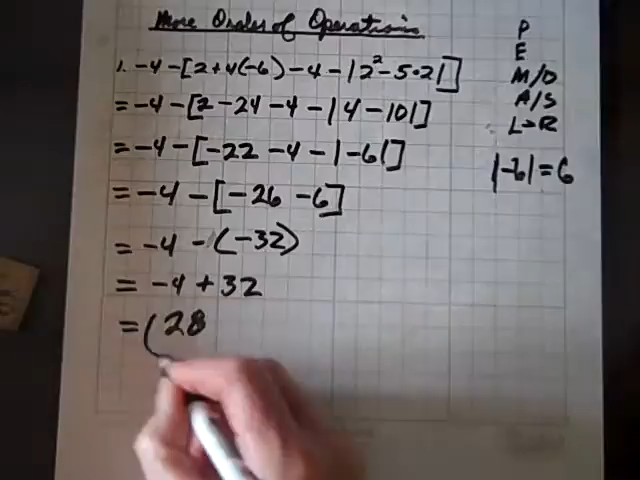 More Order of Operations
1. -4 - [2 + 4(-6) - 4 - |2² - 5·2|]
= -4 - [2 - 24 - 4 - |4 - 10|]
= -4 - [-22 - 4 - |-6|]
= -4 - [-26 - 6]
= -4 - (-32)
= -4 + 32
= (28
P
E
M/D
A/S
L→R
|-6| = 6